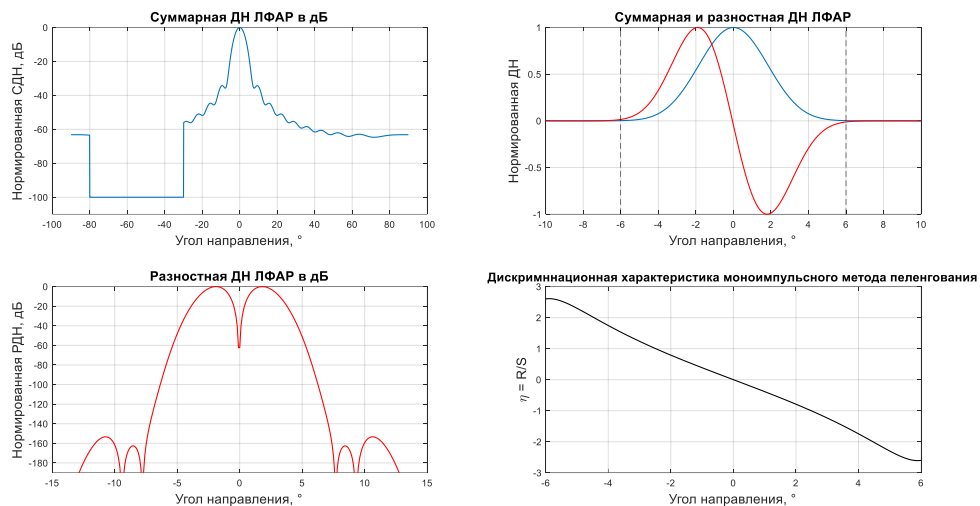 Суммарная ДН ЛФАР в дБ
Нормированная СДН, дБ
0
-20
-40
-60
-80
-100
-100 -80 -60 -40 -20 0 20 40 60 80 100
Угол направления, °
Суммарная и разностная ДН ЛФАР
Нормированная ДН
1
0.5
0
-0.5
-1
-10 -8 -6 -4 -2 0 2 4 6 8 10
Угол направления, °
Разностная ДН ЛФАР в дБ
Нормированная РДН, дБ
0
-20
-40
-60
-80
-100
-120
-140
-160
-180
-15 -10 -5 0 5 10 15
Угол направления, °
Дискримннационная характеристика моноимпульсного метода пеленгования
η = R/S
3
2
1
0
-1
-2
-3
-6 -4 -2 0 2 4 6
Угол направления, °